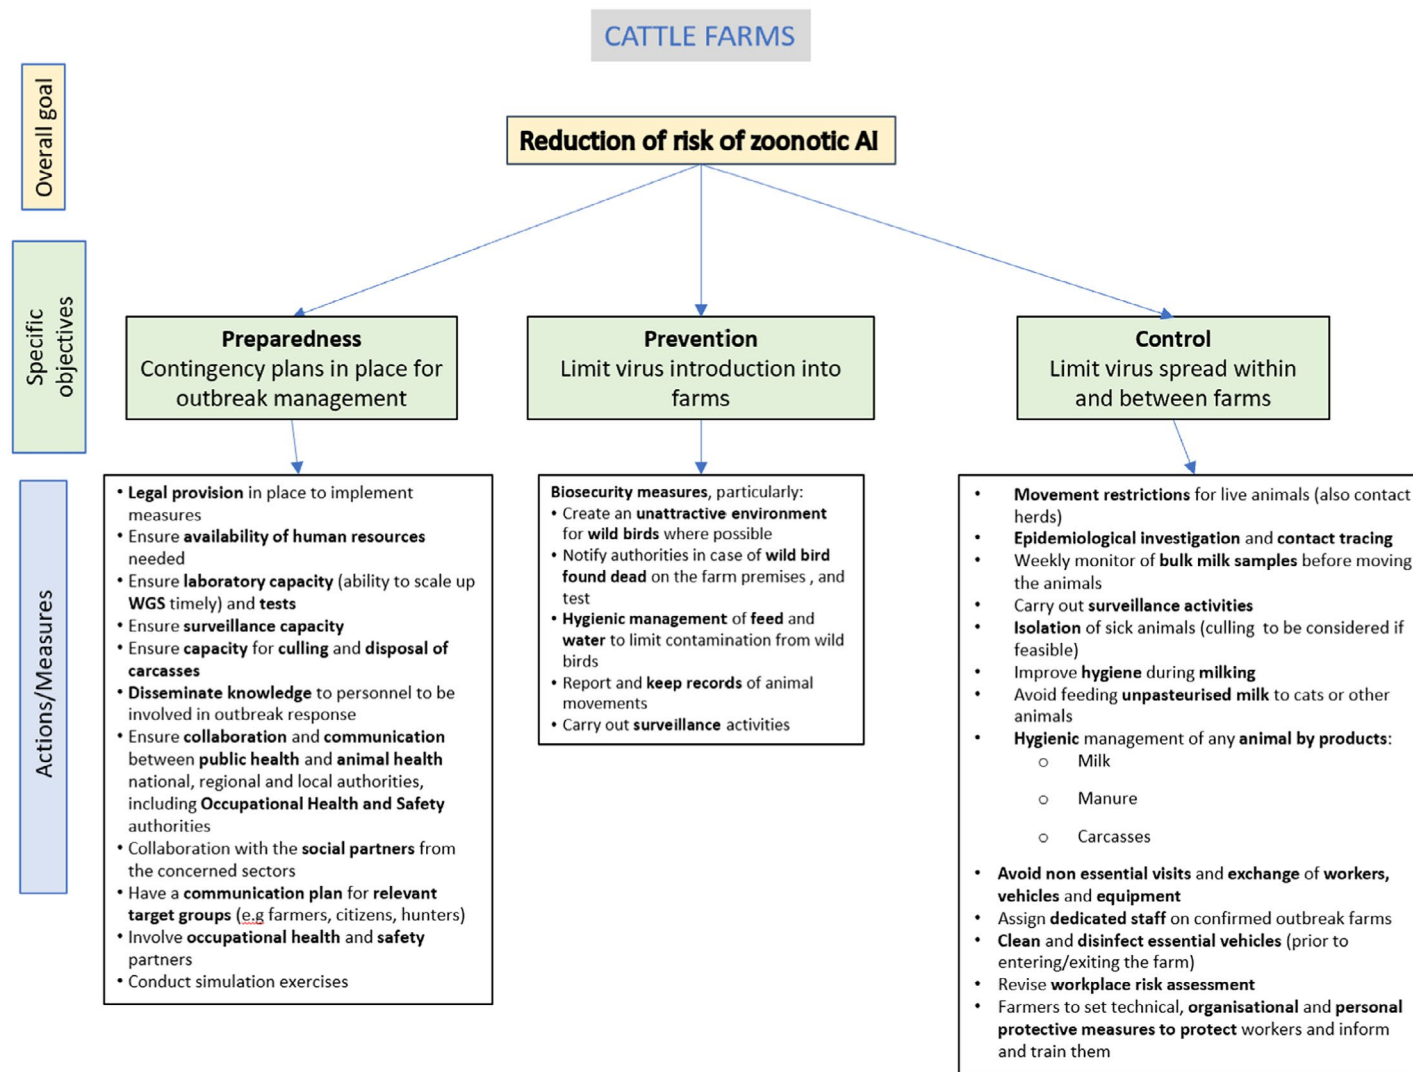 CATTLE FARMS
Overall goal
Reduction of risk of zoonotic AI
Specific
objectives
Preparedness
Contingency plans in place for
outbreak management
Prevention
Limit virus introduction into
farms
Control
Limit virus spread within
and between farms
Actions/Measures
• Legal provision in place to implement
measures
• Ensure availability of human resources
needed
• Ensure laboratory capacity (ability to scale up
WGS timely) and tests
• Ensure surveillance capacity
• Ensure capacity for culling and disposal of
carcasses
• Disseminate knowledge to personnel to be
involved in outbreak response
• Ensure collaboration and communication
between public health and animal health
national, regional and local authorities,
including Occupational Health and Safety
authorities
• Collaboration with the social partners from
the concerned sectors
• Have a communication plan for relevant
target groups (e.g farmers, citizens, hunters)
• Involve occupational health and safety
partners
• Conduct simulation exercises
Biosecurity measures, particularly:
• Create an unattractive environment
for wild birds where possible
• Notify authorities in case of wild bird
found dead on the farm premises , and
test
• Hygienic management of feed and
water to limit contamination from wild
birds
• Report and keep records of animal
movements
• Carry out surveillance activities
• Movement restrictions for live animals (also contact
herds)
• Epidemiological investigation and contact tracing
• Weekly monitor of bulk milk samples before moving
the animals
• Carry out surveillance activities
• Isolation of sick animals (culling to be considered if
feasible)
• Improve hygiene during milking
• Avoid feeding unpasteurised milk to cats or other
animals
• Hygienic management of any animal by products:
o Milk
o Manure
o Carcasses
• Avoid non essential visits and exchange of workers,
vehicles and equipment
• Assign dedicated staff on confirmed outbreak farms
• Clean and disinfect essential vehicles (prior to
entering/exiting the farm)
• Revise workplace risk assessment
• Farmers to set technical, organisational and personal
protective measures to protect workers and inform
and train them